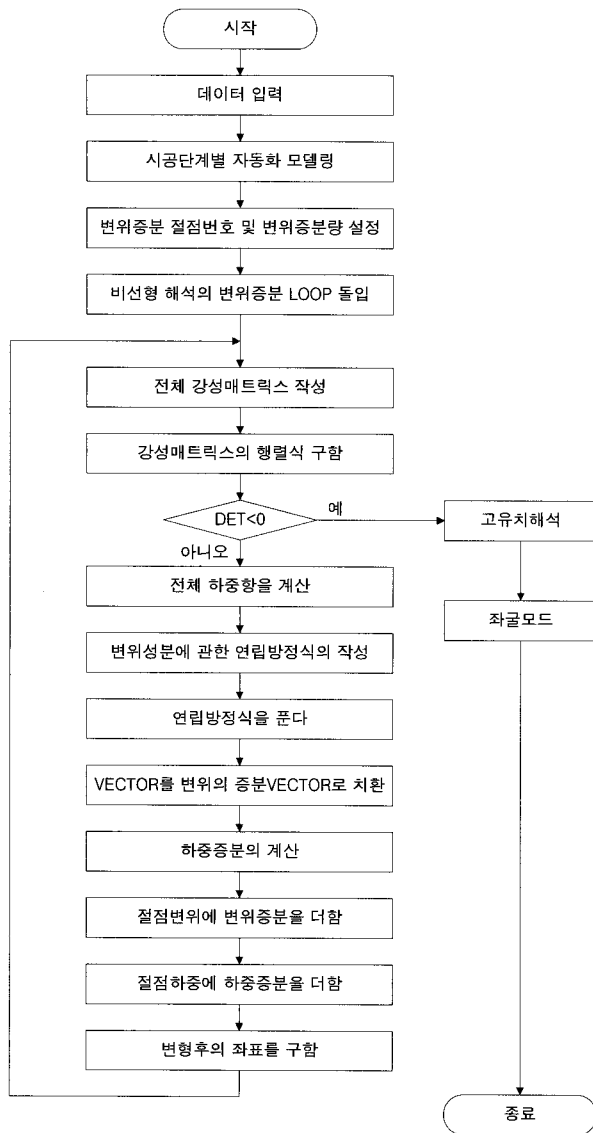 시작
데이터 입력
시공단계별 자동화 모델링
변위증분 절점번호 및 변위증분량 설정
비선형 해석의 변위증분 LOOP 돌입
전체 강성매트릭스 작성
강성매트릭스의 행렬식 구함
DET<0
예
고유치해석
아니오
좌굴모드
전체 하중항을 계산
변위성분에 관한 연립방정식의 작성
연립방정식을 푼다
VECTOR를 변위의 증분VECTOR로 치환
하중증분의 계산
절점변위에 변위증분을 더함
절점하중에 하중증분을 더함
변형후의 좌표를 구함
종료